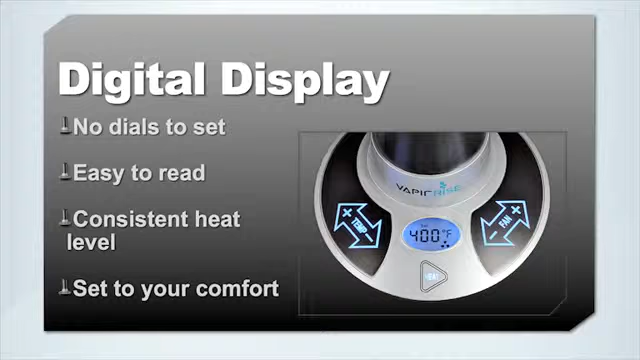 Digital Display
No dials to set
Easy to read
Consistent heat
level
Set to your comfort
VAPIR RISE
+ TEMP −
400°F
− FAN +